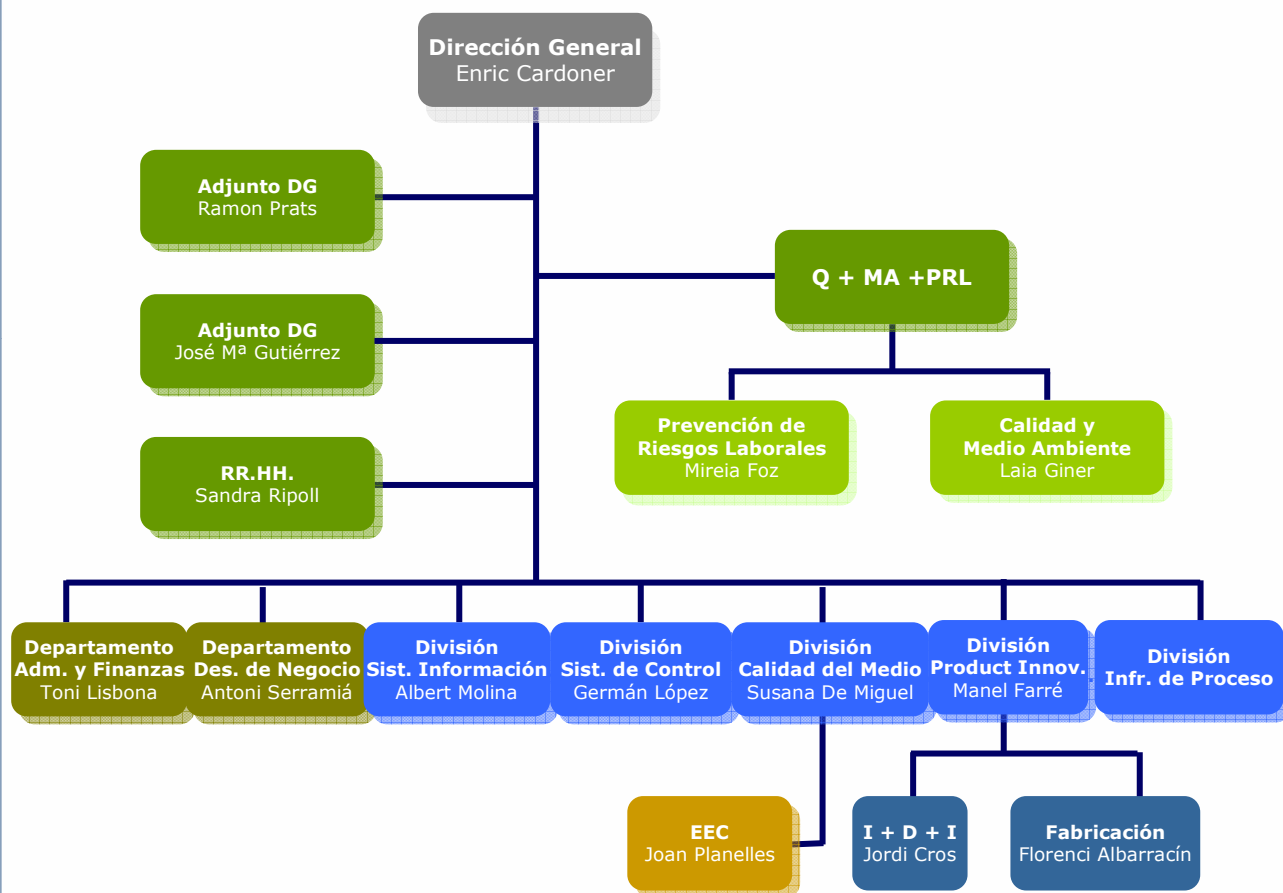 Dirección General
Enric Cardoner
Adjunto DG
Ramon Prats
Q + MA +PRL
Adjunto DG
José Mª Gutiérrez
Prevención de
Riesgos Laborales
Mireia Foz
Calidad y
Medio Ambiente
Laia Giner
RR.HH.
Sandra Ripoll
Departamento
Adm. y Finanzas
Toni Lisbona
Departamento
Des. de Negocio
Antoni Serramiá
División
Sist. Información
Albert Molina
División
Sist. de Control
Germán López
División
Calidad del Medio
Susana De Miguel
División
Product Innov.
Manel Farré
División
Infr. de Proceso
EEC
Joan Planelles
I + D + I
Jordi Cros
Fabricación
Florenci Albarracín